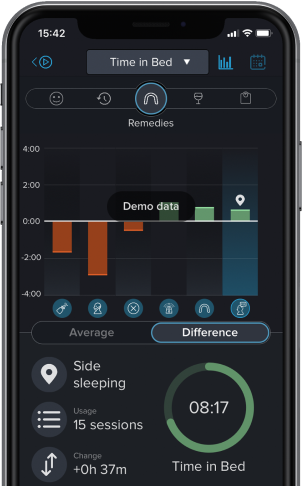 15:42
Time in Bed ▼
Remedies
4:00
2:00
Demo data
0:00
-2:00
-4:00
Average
Difference
Side
sleeping
Usage
15 sessions
Change
+0h 37m
08:17
Time in Bed